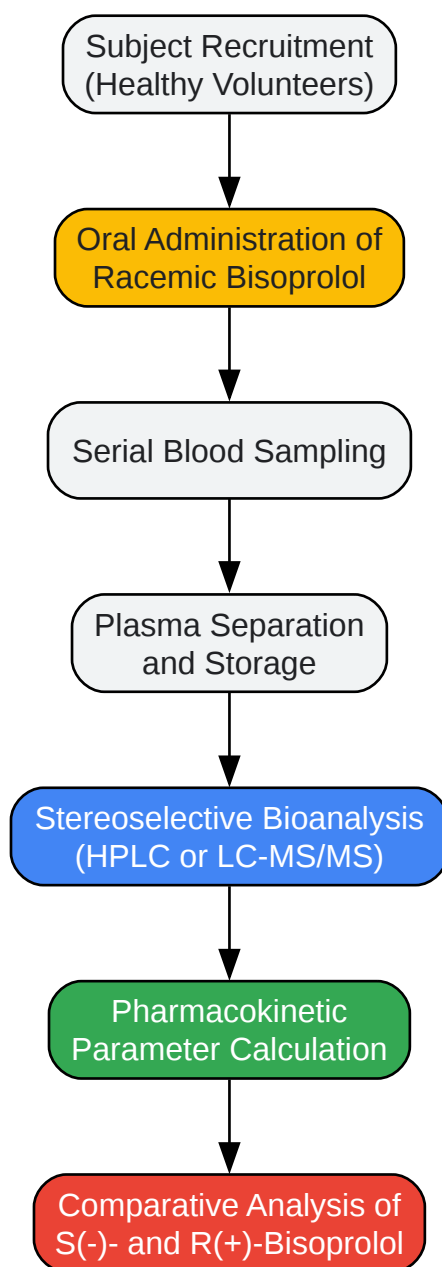 Subject Recruitment
(Healthy Volunteers)
Oral Administration of
Racemic Bisoprolol
Serial Blood Sampling
Plasma Separation
and Storage
Stereoselective Bioanalysis
(HPLC or LC-MS/MS)
Pharmacokinetic
Parameter Calculation
Comparative Analysis of
S(-)- and R(+)-Bisoprolol